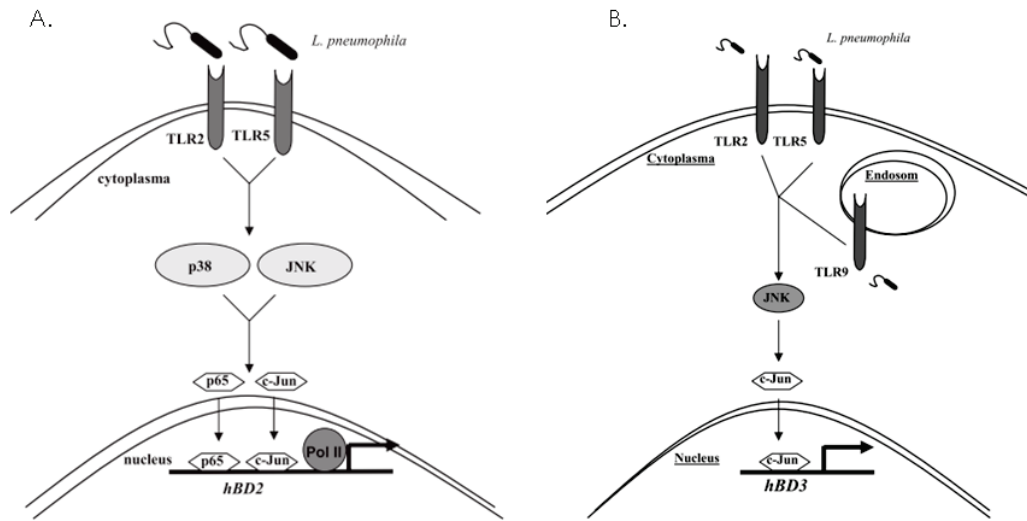 A.
L. pneumophila
TLR2
TLR5
cytoplasma
p38
JNK
p65
c-Jun
nucleus
p65
c-Jun
Pol II
hBD2
B.
L. pneumophila
TLR2
TLR5
Cytoplasma
Endosom
TLR9
JNK
c-Jun
Nucleus
c-Jun
hBD3